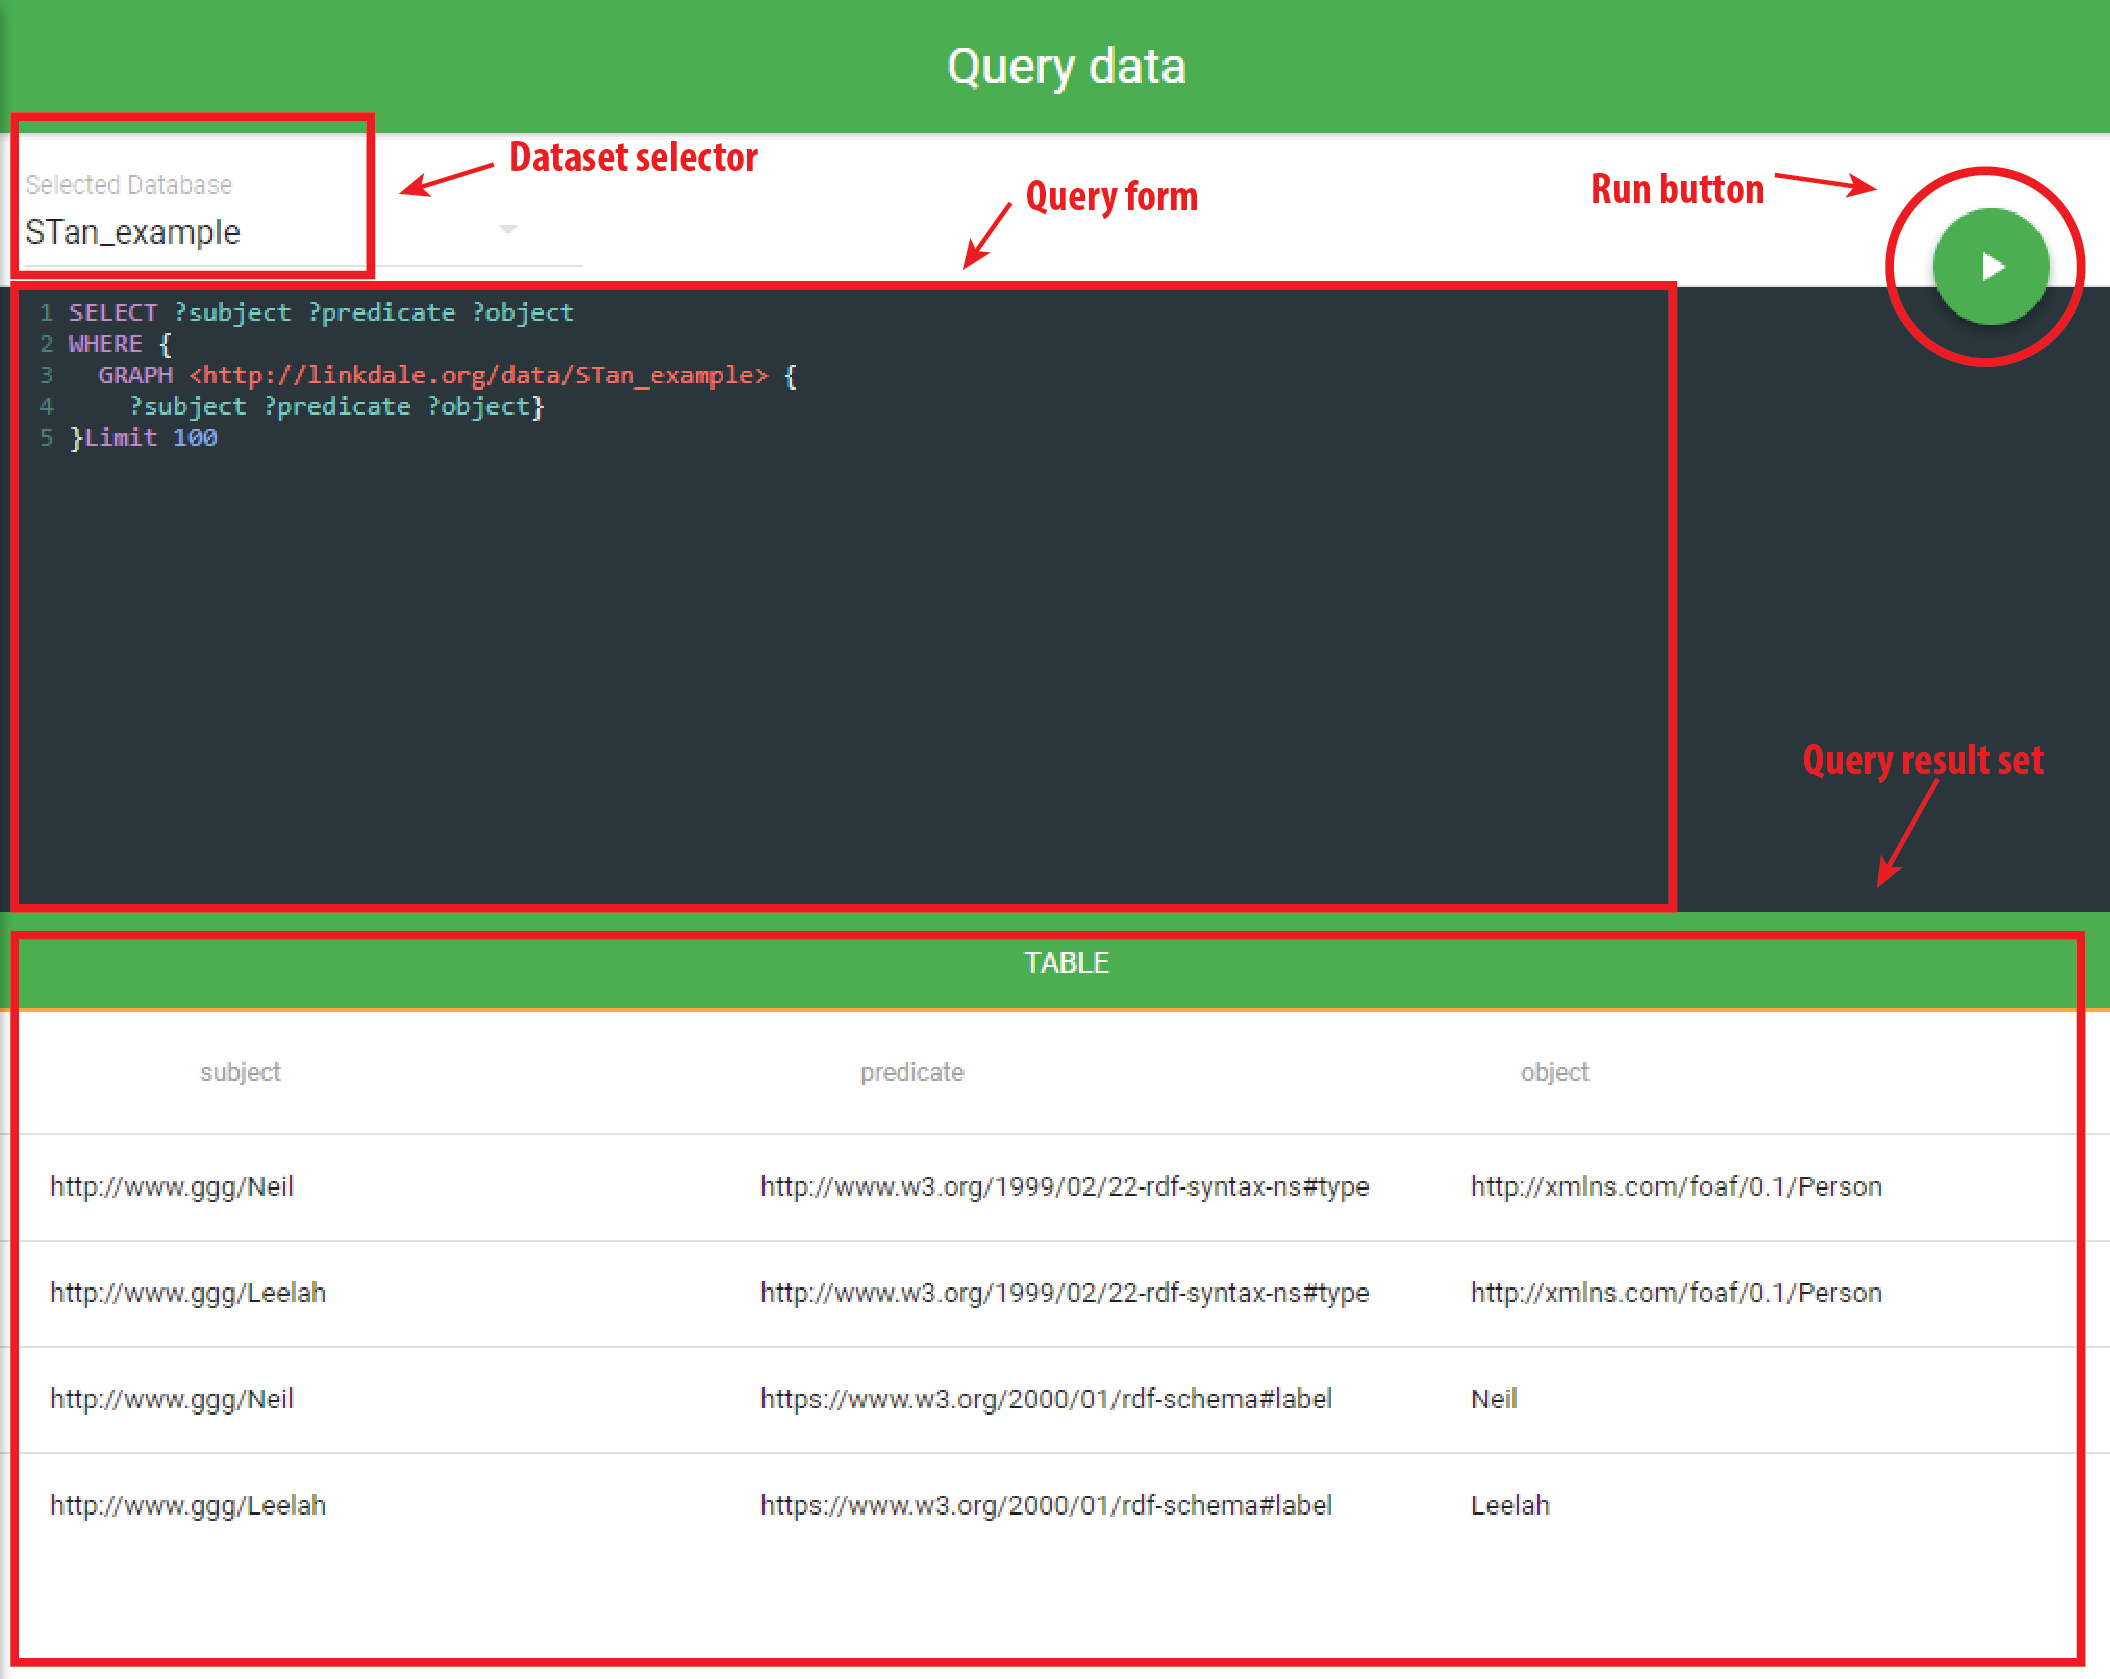 Query data
Dataset selector
Query form
Run button
Selected Database
STan_example
1 SELECT ?subject ?predicate ?object
2 WHERE {
3   GRAPH <http://linkdale.org/data/STan_example> {
4     ?subject ?predicate ?object}
5 }Limit 100
Query result set
TABLE
subject predicate object
http://www.ggg/Neil http://www.w3.org/1999/02/22-rdf-syntax-ns#type http://xmlns.com/foaf/0.1/Person
http://www.ggg/Leelah http://www.w3.org/1999/02/22-rdf-syntax-ns#type http://xmlns.com/foaf/0.1/Person
http://www.ggg/Neil https://www.w3.org/2000/01/rdf-schema#label Neil
http://www.ggg/Leelah https://www.w3.org/2000/01/rdf-schema#label Leelah